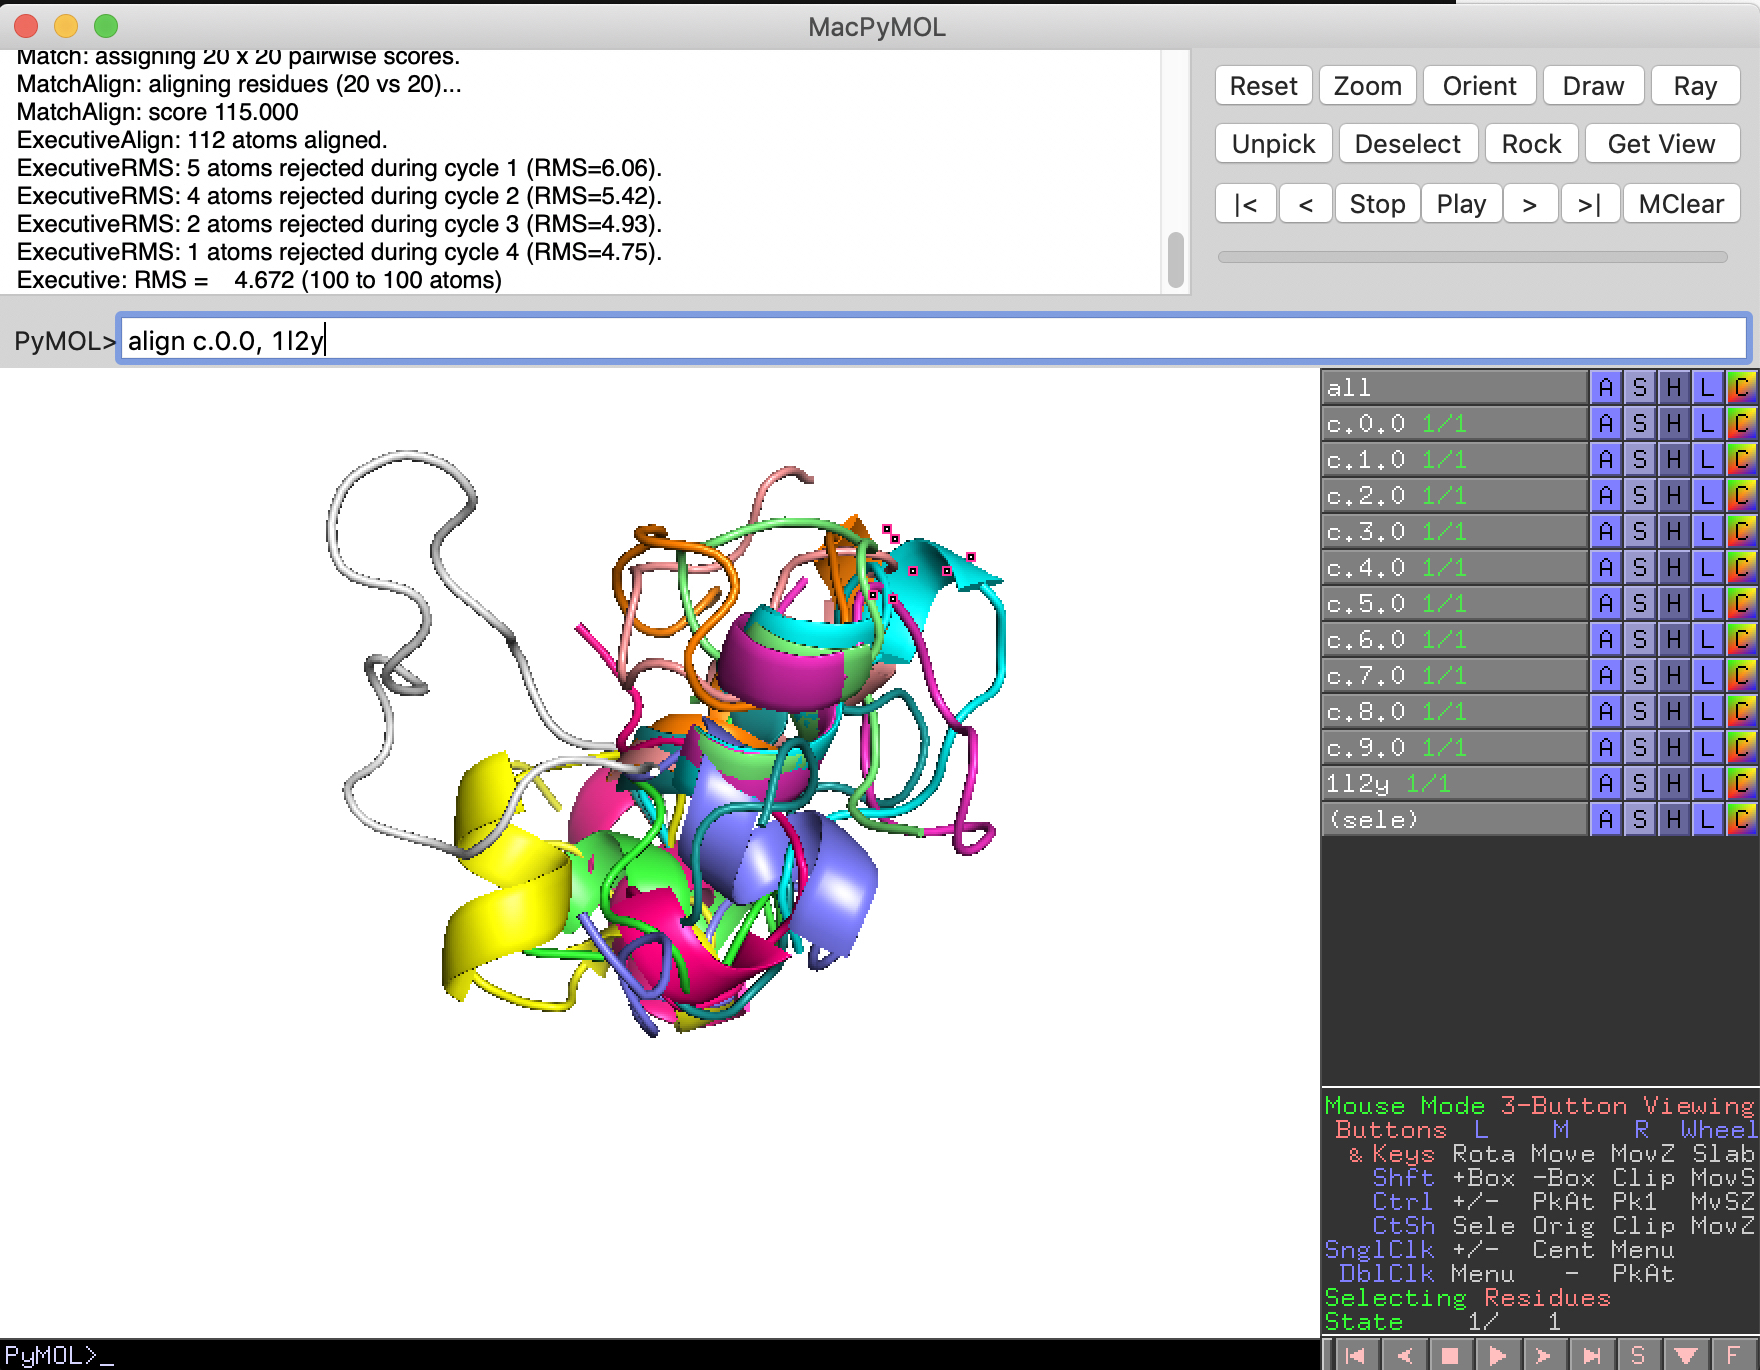 MacPyMOL
Match: assigning 20 x 20 pairwise scores.
MatchAlign: aligning residues (20 vs 20)...
MatchAlign: score 115.000
ExecutiveAlign: 112 atoms aligned.
ExecutiveRMS: 5 atoms rejected during cycle 1 (RMS=6.06).
ExecutiveRMS: 4 atoms rejected during cycle 2 (RMS=5.42).
ExecutiveRMS: 2 atoms rejected during cycle 3 (RMS=4.93).
ExecutiveRMS: 1 atoms rejected during cycle 4 (RMS=4.75).
Executive: RMS = 4.672 (100 to 100 atoms)
Reset Zoom Orient Draw Ray
Unpick Deselect Rock Get View
|< < Stop Play > >| MClear
PyMOL> align c.0.0, 1l2y
all A S H L C
c.0.0 1/1 A S H L C
c.1.0 1/1 A S H L C
c.2.0 1/1 A S H L C
c.3.0 1/1 A S H L C
c.4.0 1/1 A S H L C
c.5.0 1/1 A S H L C
c.6.0 1/1 A S H L C
c.7.0 1/1 A S H L C
c.8.0 1/1 A S H L C
c.9.0 1/1 A S H L C
1l2y 1/1 A S H L C
(sele) A S H L C
Mouse Mode 3-Button Viewing
Buttons L M R Wheel
& Keys Rota Move MovZ Slab
Shft +Box -Box Clip MovS
Ctrl +/- PkAt Pk1 MvSZ
CtSh Sele Orig Clip MovZ
SnglClk +/- Cent Menu
DblClk Menu - PkAt
Selecting Residues
State 1/ 1
PyMOL>_
S F